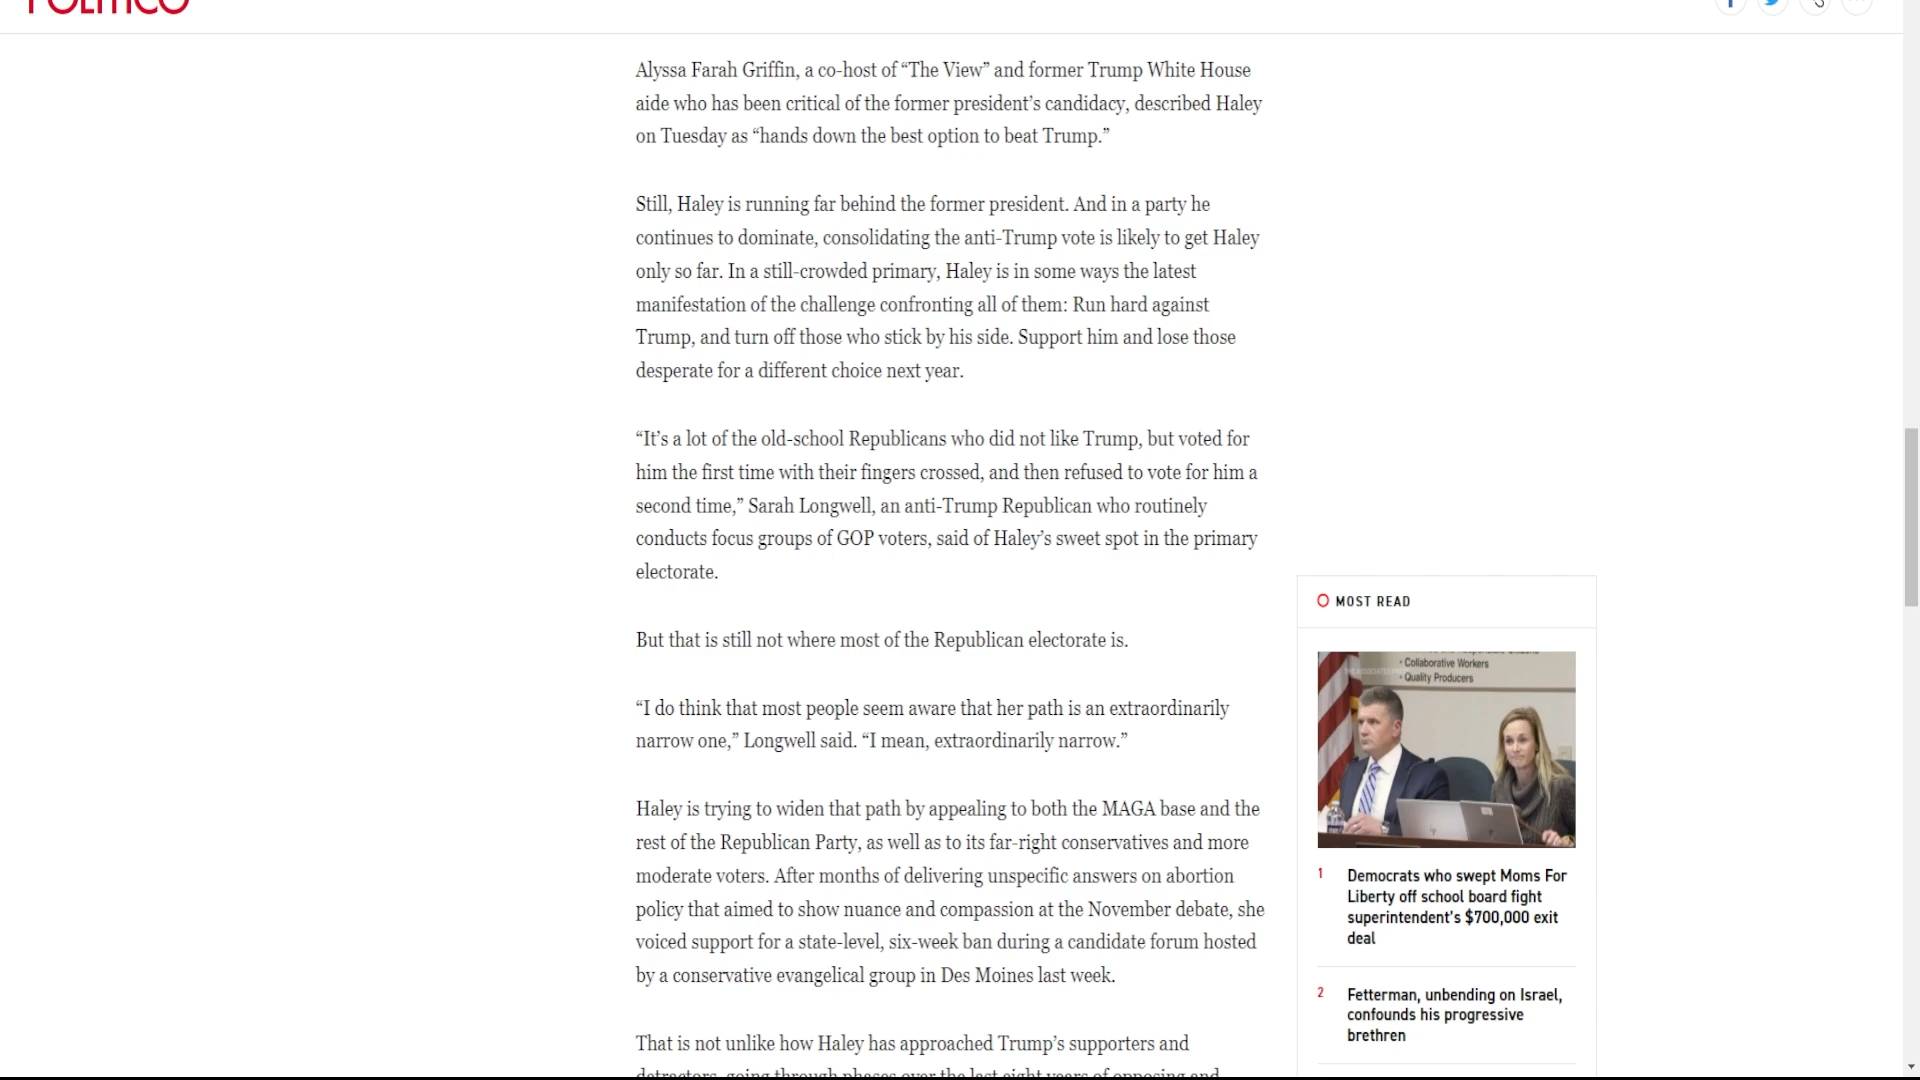 POLITICO
Alyssa Farah Griffin, a co-host of “The View” and former Trump White House
aide who has been critical of the former president’s candidacy, described Haley
on Tuesday as “hands down the best option to beat Trump.”
Still, Haley is running far behind the former president. And in a party he
continues to dominate, consolidating the anti-Trump vote is likely to get Haley
only so far. In a still-crowded primary, Haley is in some ways the latest
manifestation of the challenge confronting all of them: Run hard against
Trump, and turn off those who stick by his side. Support him and lose those
desperate for a different choice next year.
“It’s a lot of the old-school Republicans who did not like Trump, but voted for
him the first time with their fingers crossed, and then refused to vote for him a
second time,” Sarah Longwell, an anti-Trump Republican who routinely
conducts focus groups of GOP voters, said of Haley’s sweet spot in the primary
electorate.
But that is still not where most of the Republican electorate is.
“I do think that most people seem aware that her path is an extraordinarily
narrow one,” Longwell said. “I mean, extraordinarily narrow.”
Haley is trying to widen that path by appealing to both the MAGA base and the
rest of the Republican Party, as well as to its far-right conservatives and more
moderate voters. After months of delivering unspecific answers on abortion
policy that aimed to show nuance and compassion at the November debate, she
voiced support for a state-level, six-week ban during a candidate forum hosted
by a conservative evangelical group in Des Moines last week.
That is not unlike how Haley has approached Trump’s supporters and
detractors, going through phases over the last eight years of opposing and
MOST READ
• Collaborative Workers
• Quality Producers
1 Democrats who swept Moms For
Liberty off school board fight
superintendent’s $700,000 exit
deal
2 Fetterman, unbending on Israel,
confounds his progressive
brethren